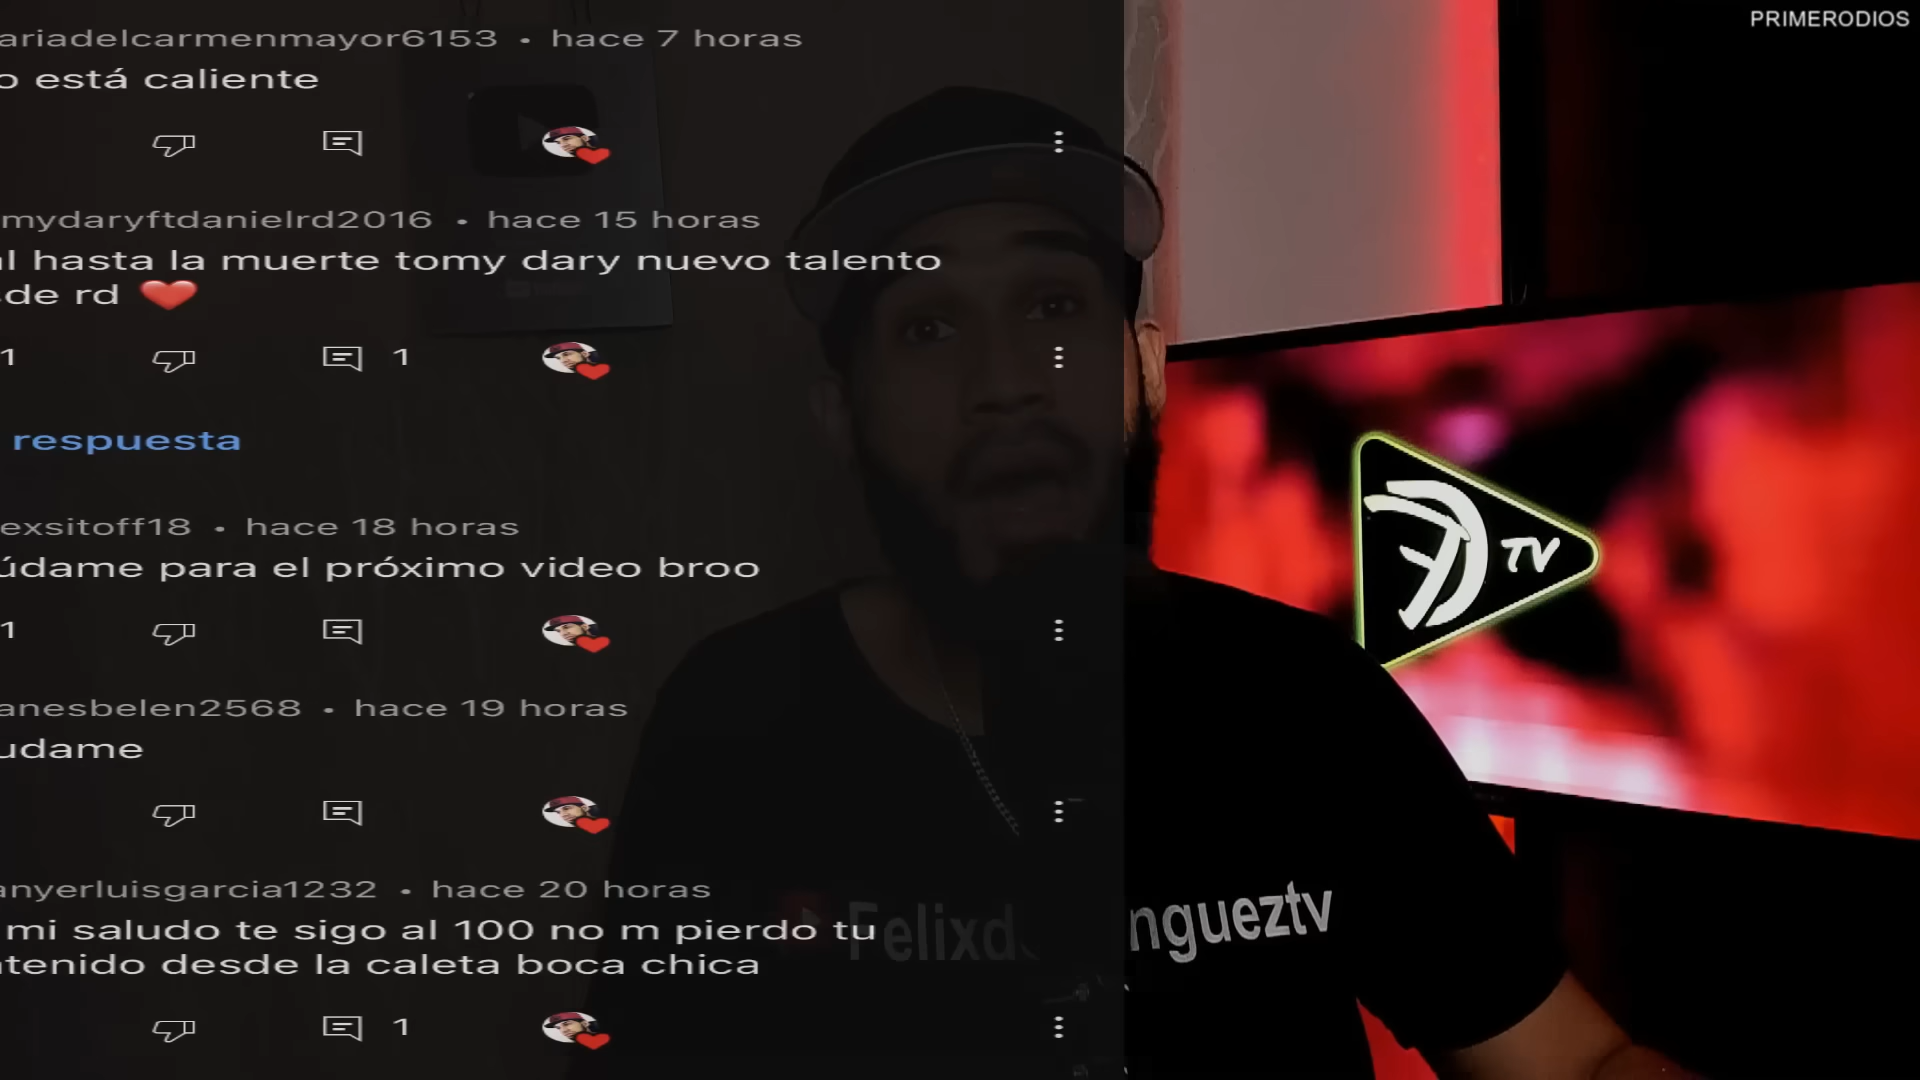 PRIMERODIOS
ariadelcarmenmayor6153 • hace 7 horas
o está caliente
mydaryftdanielrd2016 • hace 15 horas
al hasta la muerte tomy dary nuevo talento
de rd ❤️
1
1
respuesta
exsitoff18 • hace 18 horas
údame para el próximo video broo
1
anesbelen2568 • hace 19 horas
udame
anyerluisgarcia1232 • hace 20 horas
mi saludo te sigo al 100 no m pierdo tu
tenido desde la caleta boca chica
1
TV
Felixd ngueztv